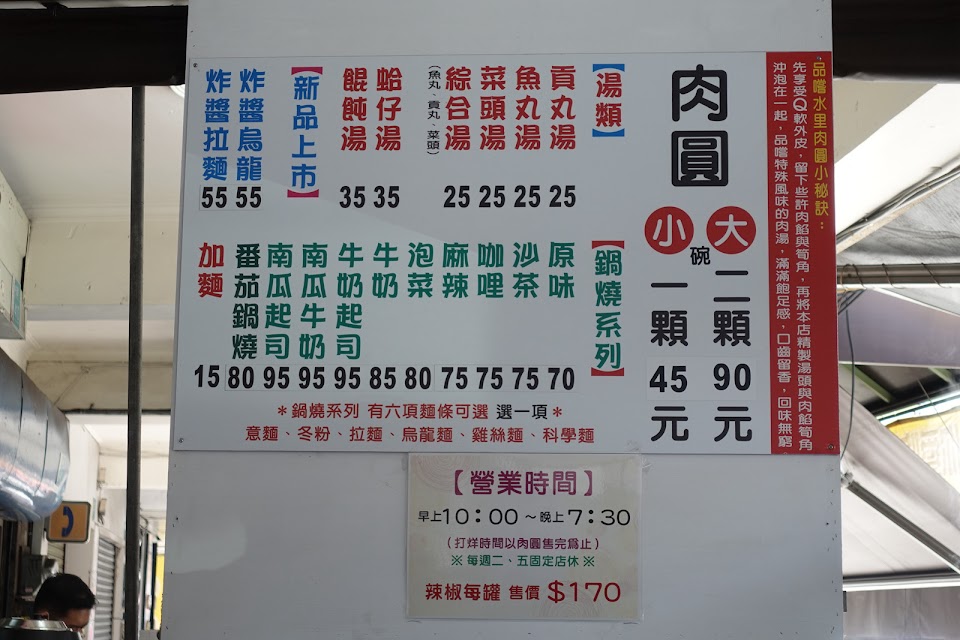 品嚐水里肉圓小秘訣：
先享受Q軟外皮，留下些許肉餡與筍角，再將本店精製湯頭與肉餡筍角
沖泡在一起，品嚐特殊風味的肉湯，滿滿飽足感，口齒留香，回味無窮
肉圓
大碗 二顆 90元
小碗 一顆 45元
【湯類】
貢丸湯 25
魚丸湯 25
菜頭湯 25
綜合湯 25
(魚丸、貢丸、菜頭)
蛤仔湯 35
餛飩湯 35
【新品上市】
炸醬烏龍 55
炸醬拉麵 55
【鍋燒系列】
原味 70
沙茶 75
咖哩 75
麻辣 75
泡菜 80
牛奶 85
牛奶起司 95
南瓜牛奶 95
南瓜起司 95
番茄鍋燒 80
加麵 15
＊鍋燒系列 有六項麵條可選 選一項＊
意麵、冬粉、拉麵、烏龍麵、雞絲麵、科學麵
【營業時間】
早上10：00～晚上7：30
（打烊時間以肉圓售完為止）
※ 每週二、五固定店休 ※
辣椒每罐 售價 $170